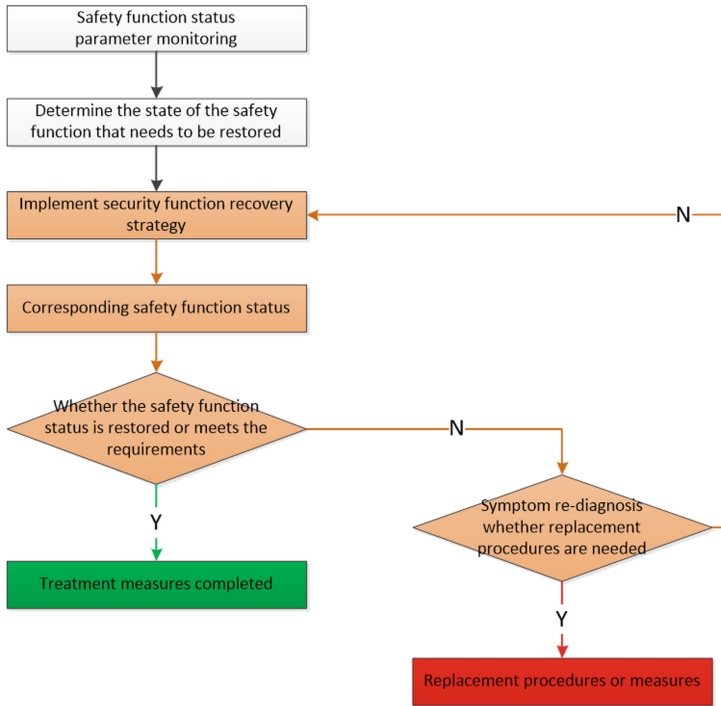 Safety function status
parameter monitoring
Determine the state of the safety
function that needs to be restored
Implement security function recovery
strategy
N
Corresponding safety function status
Whether the safety function
status is restored or meets the
requirements
N
Symptom re-diagnosis
whether replacement
procedures are needed
Y
Treatment measures completed
Y
Replacement procedures or measures